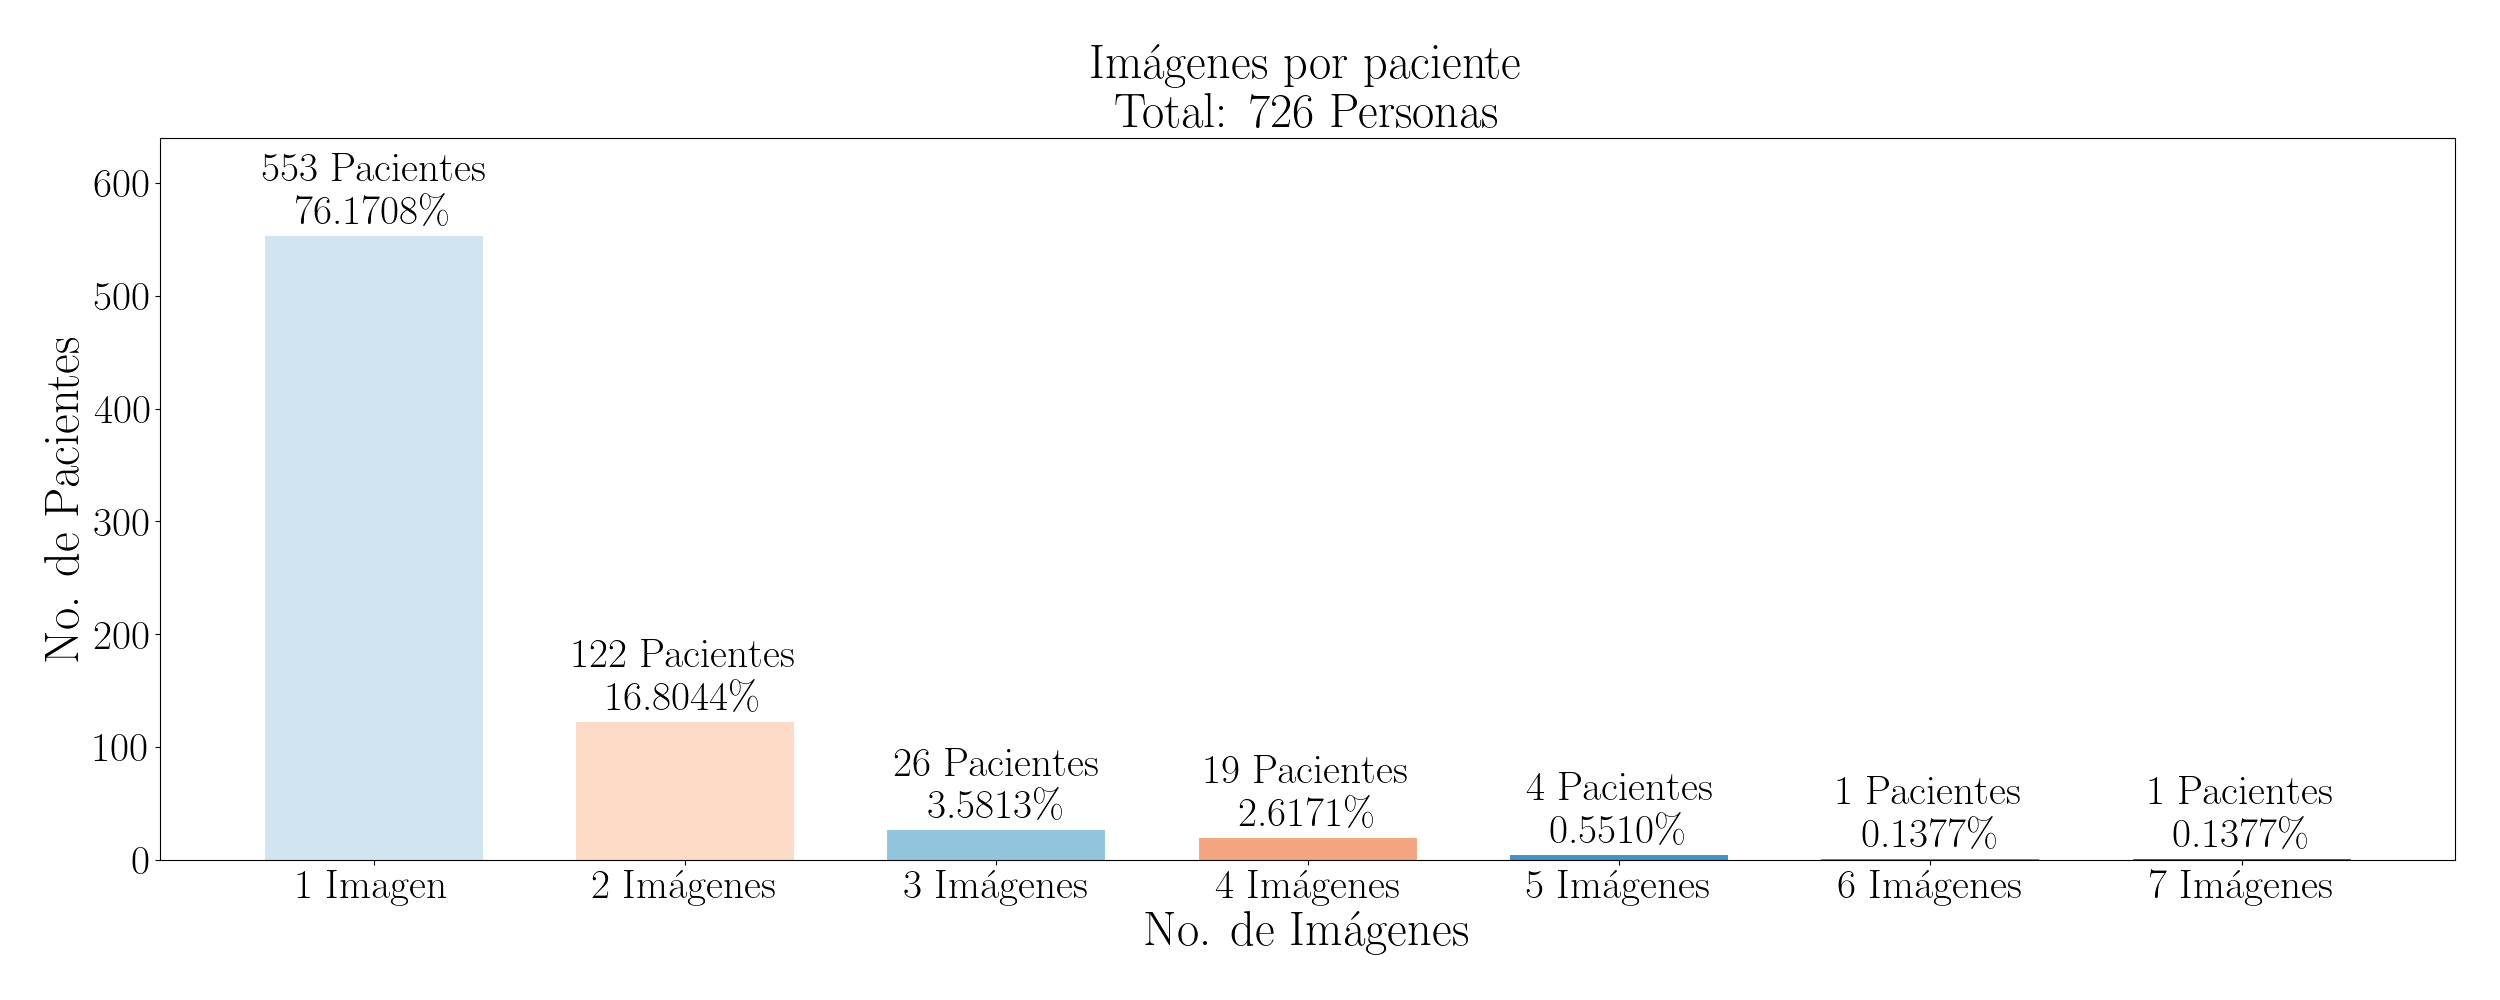 Imágenes por paciente
Total: 726 Personas
No. de Pacientes
600
500
400
300
200
100
0
553 Pacientes
76.1708%
122 Pacientes
16.8044%
26 Pacientes
3.5813%
19 Pacientes
2.6171%
4 Pacientes
0.5510%
1 Pacientes
0.1377%
1 Pacientes
0.1377%
1 Imagen
2 Imágenes
3 Imágenes
4 Imágenes
5 Imágenes
6 Imágenes
7 Imágenes
No. de Imágenes